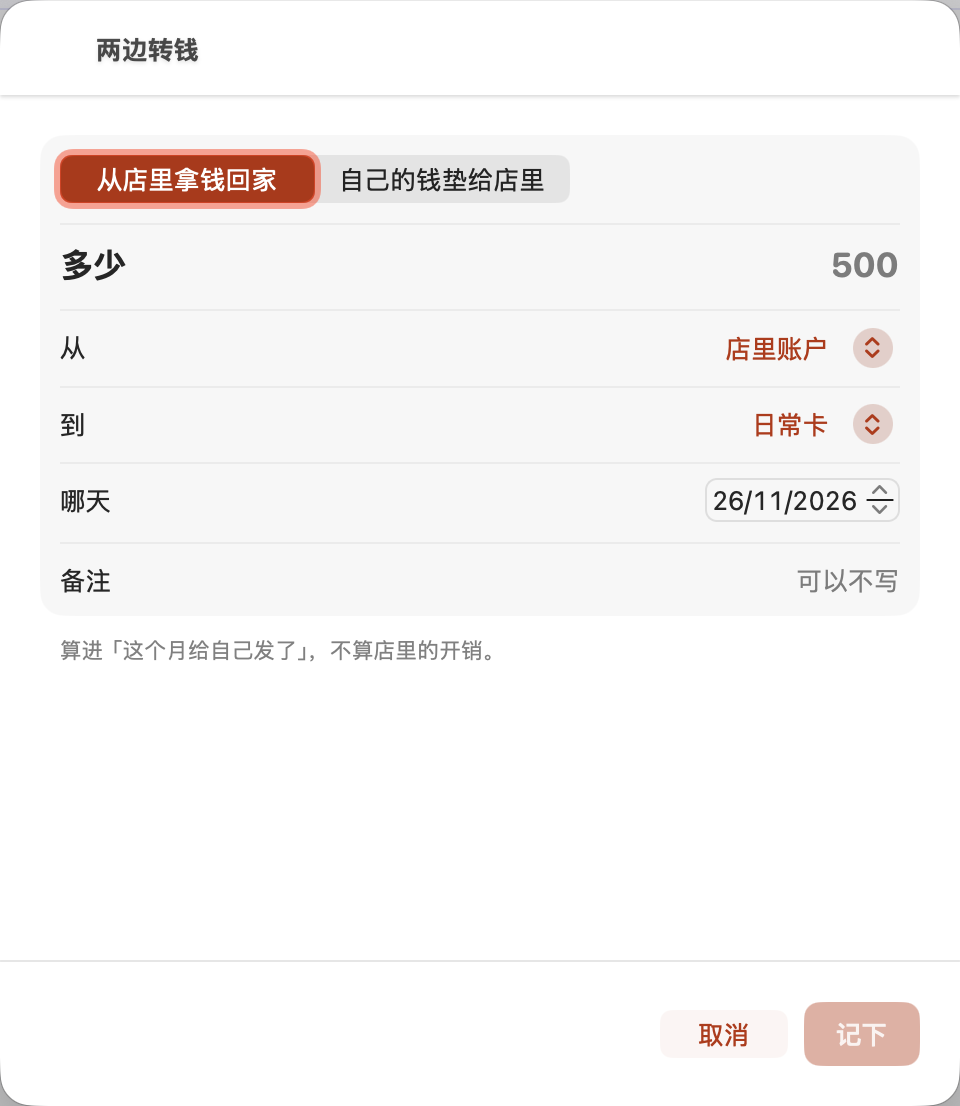 两边转钱
从店里拿钱回家 自己的钱垫给店里
多少 500
从 店里账户
到 日常卡
哪天 26/11/2026
备注 可以不写
算进「这个月给自己发了」，不算店里的开销。
取消 记下